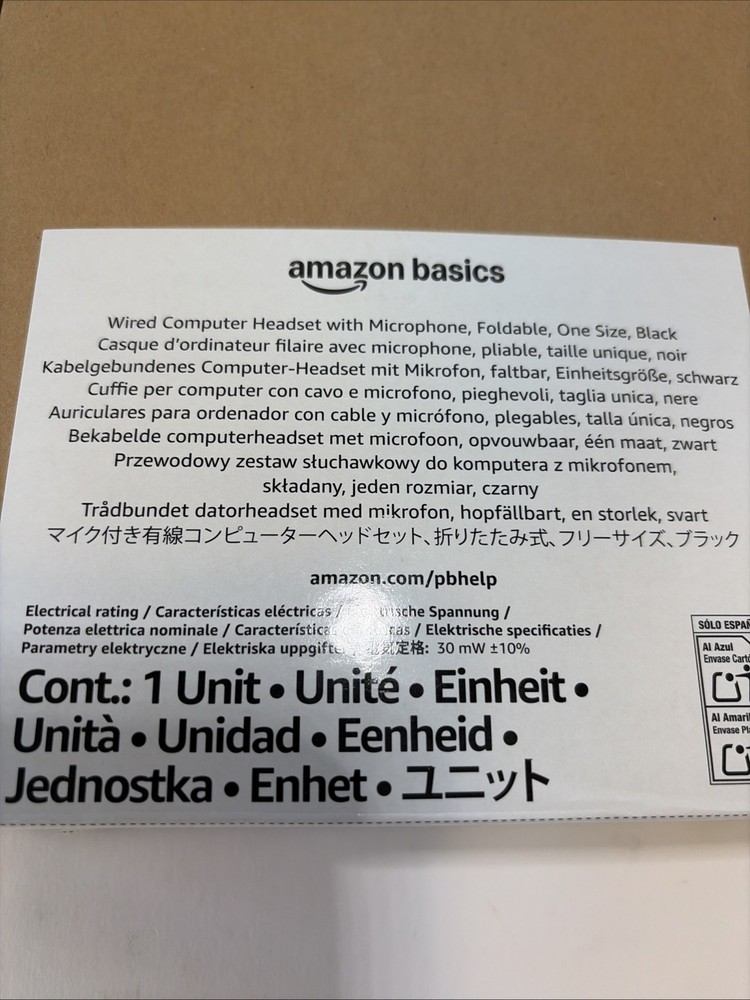 amazon basics
Wired Computer Headset with Microphone, Foldable, One Size, Black
Casque d'ordinateur filaire avec microphone, pliable, taille unique, noir
Kabelgebundenes Computer-Headset mit Mikrofon, faltbar, Einheitsgröße, schwarz
Cuffie per computer con cavo e microfono, pieghevoli, taglia unica, nere
Auriculares para ordenador con cable y micrófono, plegables, talla única, negros
Bekabelde computerheadset met microfoon, opvouwbaar, één maat, zwart
Przewodowy zestaw słuchawkowy do komputera z mikrofonem,
składany, jeden rozmiar, czarny
Trådbundet datorheadset med mikrofon, hopfällbart, en storlek, svart
マイク付き有線コンピューターヘッドセット、折りたたみ式、フリーサイズ、ブラック
amazon.com/pbhelp
Electrical rating / Características eléctricas / Spannung /
Potenza elettrica nominale / / Elektrische specificaties /
Parametry elektryczne / Elektriska 定格: 30 mW ±10%
Cont.: 1 Unit • Unité • Einheit •
Unità • Unidad • Eenheid •
Jednostka • Enhet • ユニット
SÓLO
Al Azul
Envase
Al
Envase